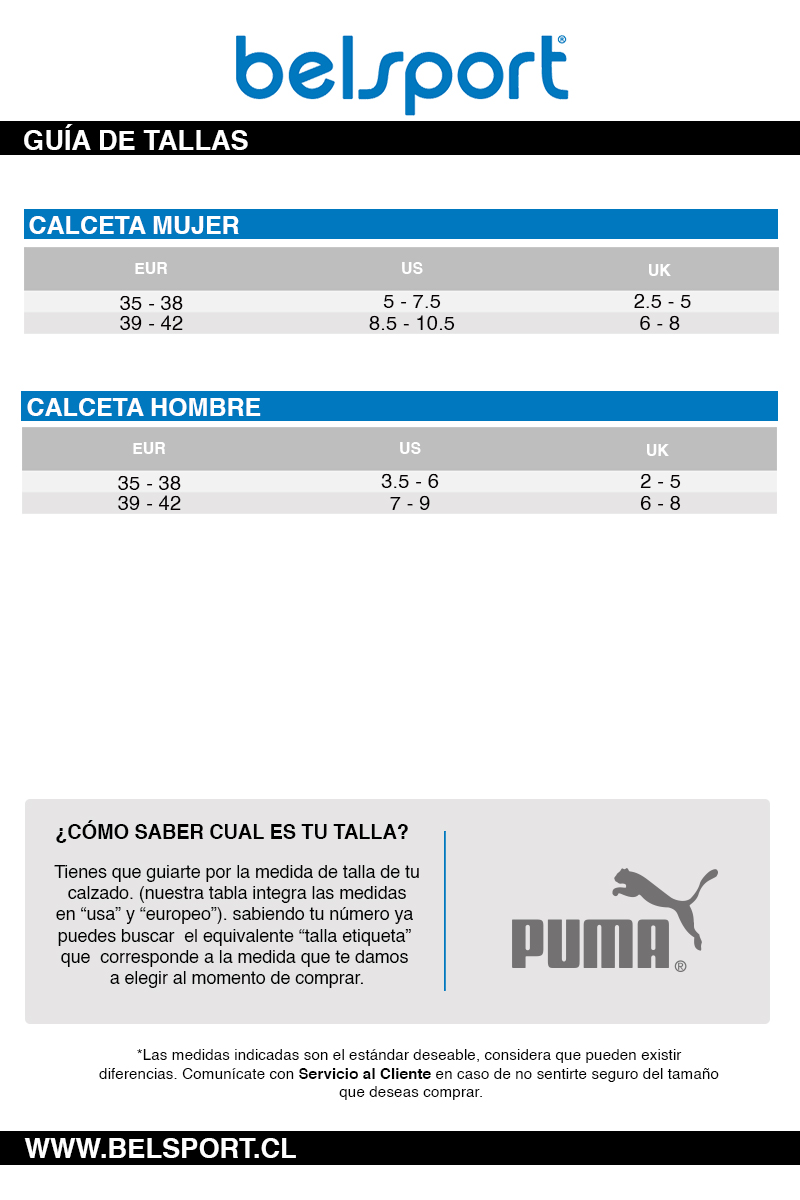 belsport®
GUÍA DE TALLAS
CALCETA MUJER
EUR US UK
35 - 38 5 - 7.5 2.5 - 5
39 - 42 8.5 - 10.5 6 - 8
CALCETA HOMBRE
EUR US UK
35 - 38 3.5 - 6 2 - 5
39 - 42 7 - 9 6 - 8
¿CÓMO SABER CUAL ES TU TALLA?
Tienes que guiarte por la medida de talla de tu
calzado. (nuestra tabla integra las medidas
en “usa” y “europeo”). sabiendo tu número ya
puedes buscar el equivalente “talla etiqueta”
que corresponde a la medida que te damos
a elegir al momento de comprar.
PUMA®
*Las medidas indicadas son el estándar deseable, considera que pueden existir
diferencias. Comunícate con Servicio al Cliente en caso de no sentirte seguro del tamaño
que deseas comprar.
WWW.BELSPORT.CL